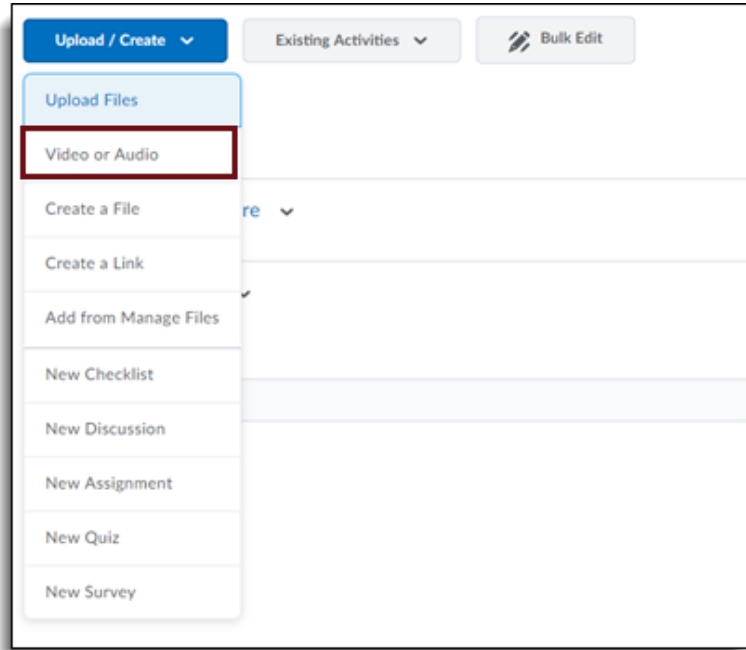 Upload / Create
Existing Activities
Bulk Edit
Upload Files
Video or Audio
Create a File
re
Create a Link
Add from Manage Files
New Checklist
New Discussion
New Assignment
New Quiz
New Survey